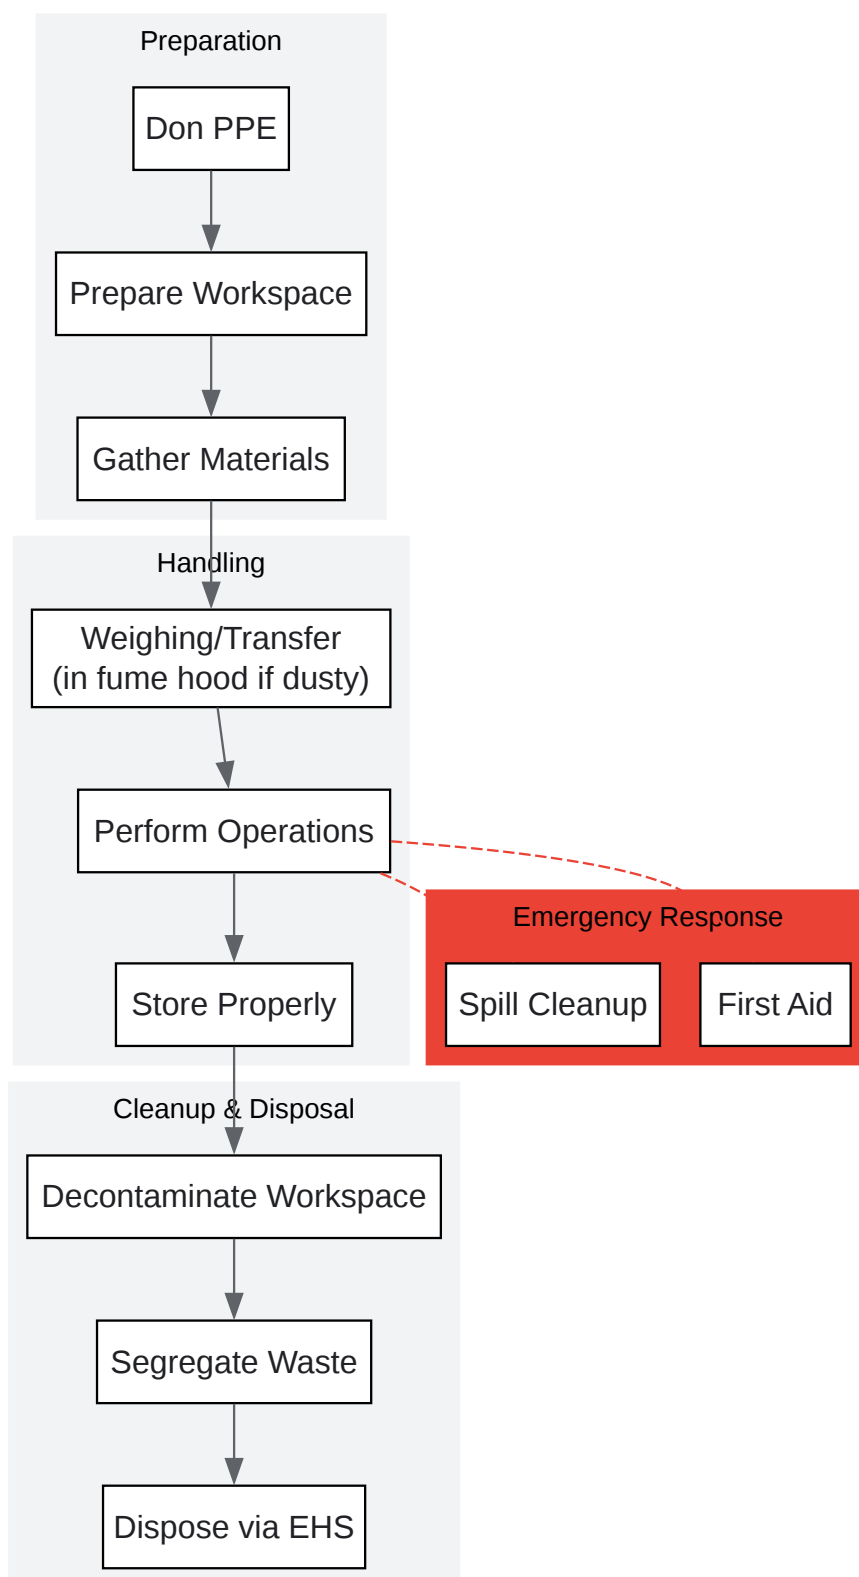 Preparation
Don PPE
Prepare Workspace
Gather Materials
Handling
Weighing/Transfer
(in fume hood if dusty)
Perform Operations
Emergency Response
Spill Cleanup
First Aid
Store Properly
Cleanup & Disposal
Decontaminate Workspace
Segregate Waste
Dispose via EHS